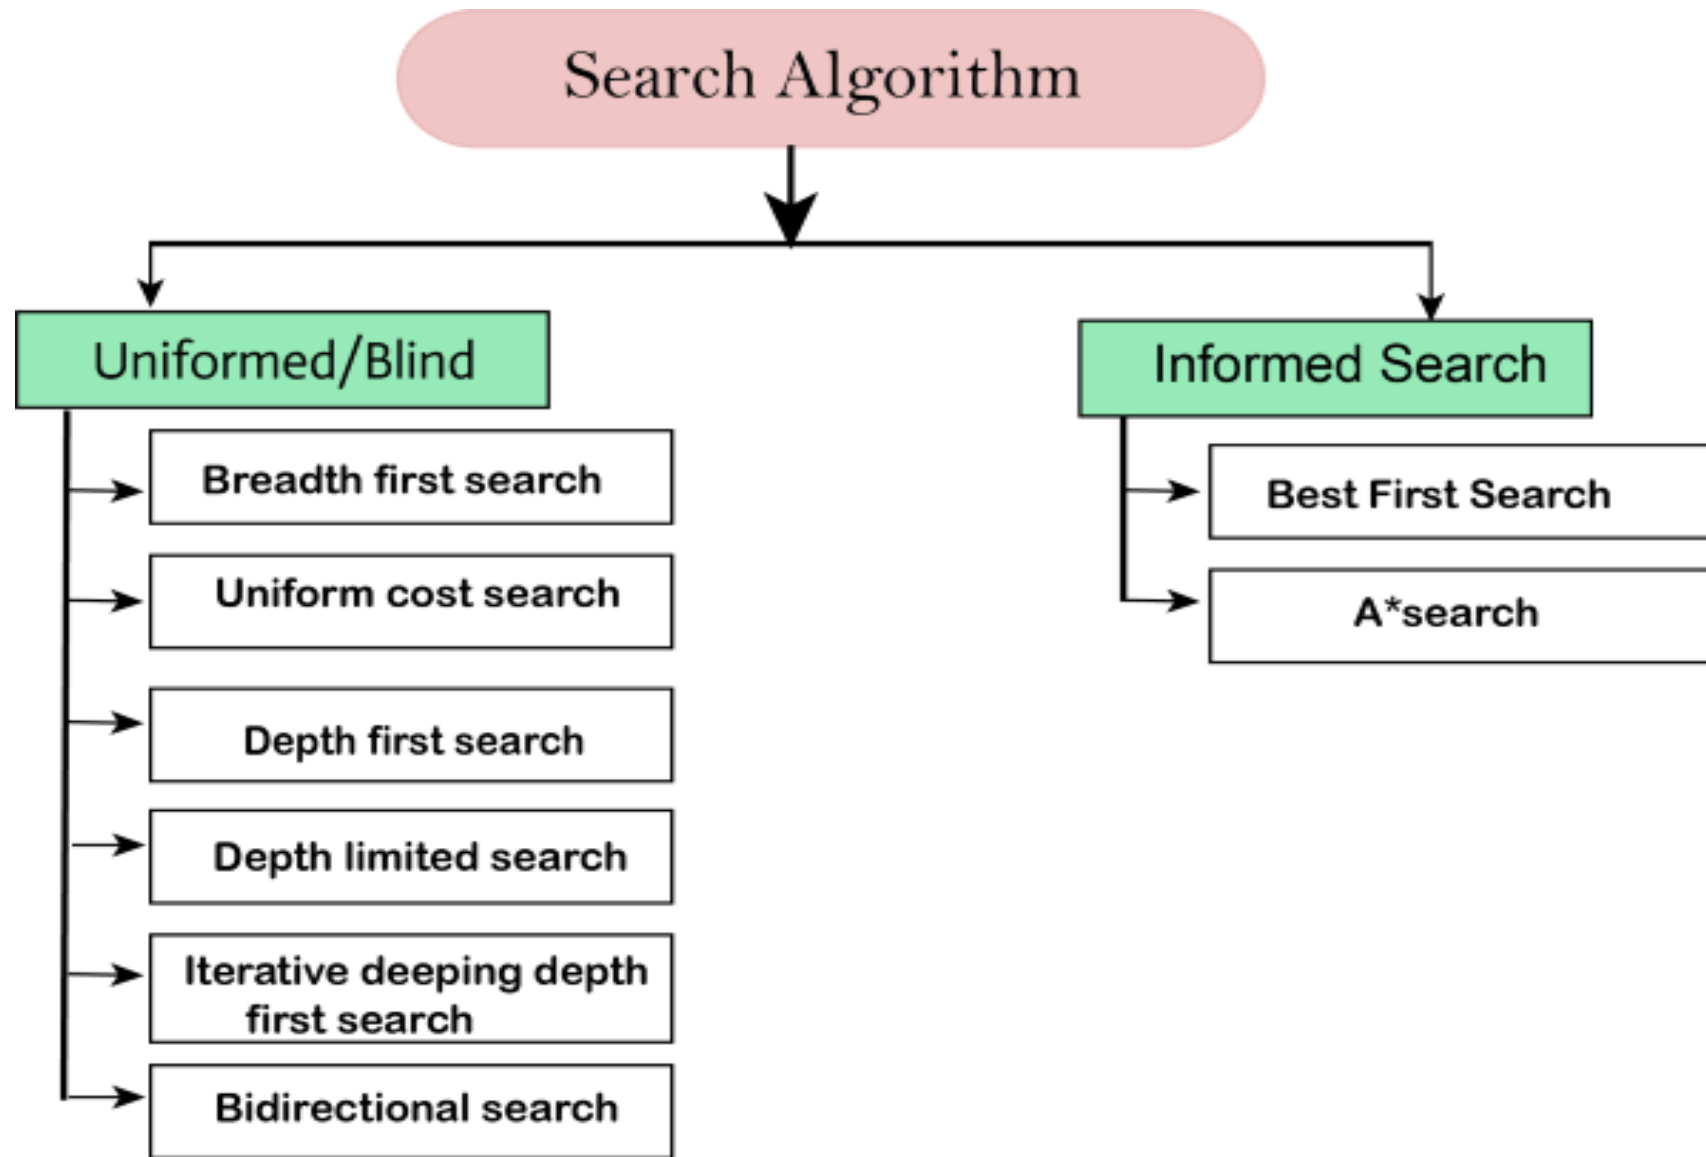 Search Algorithm
Uniformed/Blind
Breadth first search
Uniform cost search
Depth first search
Depth limited search
Iterative deeping depth
first search
Bidirectional search
Informed Search
Best First Search
A*search